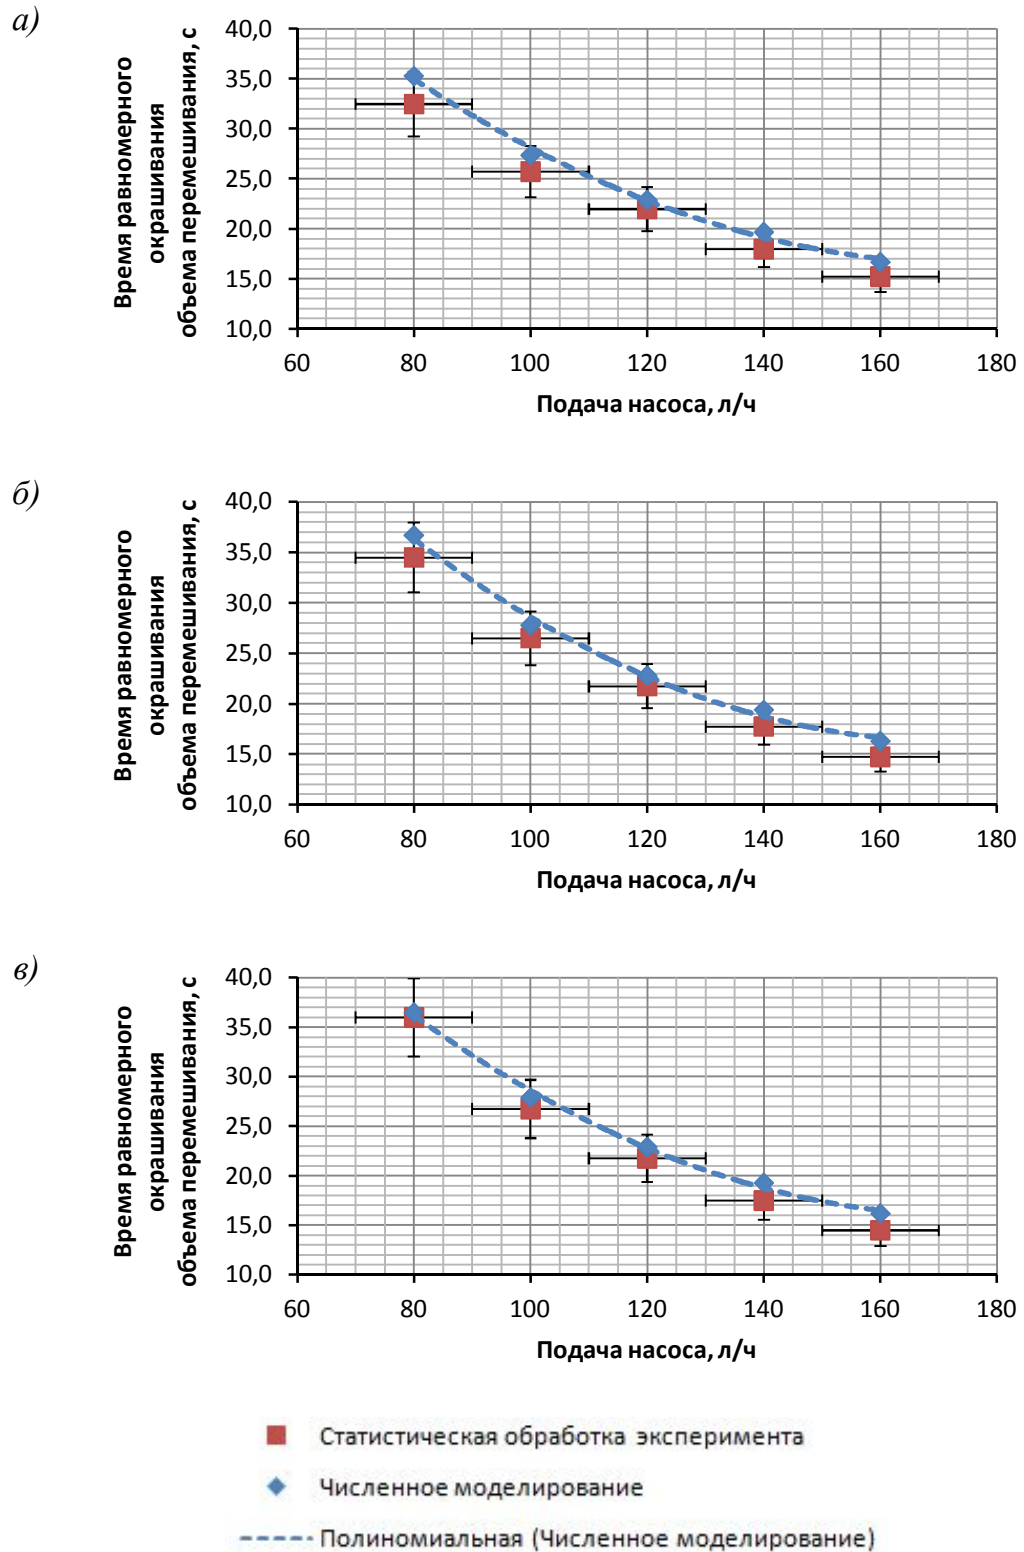 а)
Время равномерного
окрашивания
объема перемешивания, с
40,0
35,0
30,0
25,0
20,0
15,0
10,0
60 80 100 120 140 160 180
Подача насоса, л/ч
б)
Время равномерного
окрашивания
объема перемешивания, с
40,0
35,0
30,0
25,0
20,0
15,0
10,0
60 80 100 120 140 160 180
Подача насоса, л/ч
в)
Время равномерного
окрашивания
объема перемешивания, с
40,0
35,0
30,0
25,0
20,0
15,0
10,0
60 80 100 120 140 160 180
Подача насоса, л/ч
Статистическая обработка эксперимента
Численное моделирование
Полиномиальная (Численное моделирование)